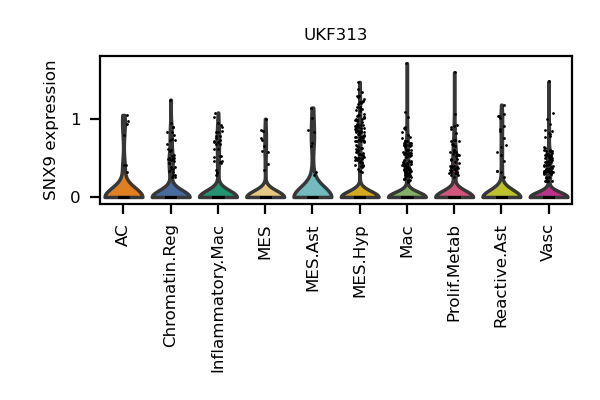 UKF313
SNX9 expression
1
0
AC
Chromatin.Reg
Inflammatory.Mac
MES
MES.Ast
MES.Hyp
Mac
Prolif.Metab
Reactive.Ast
Vasc